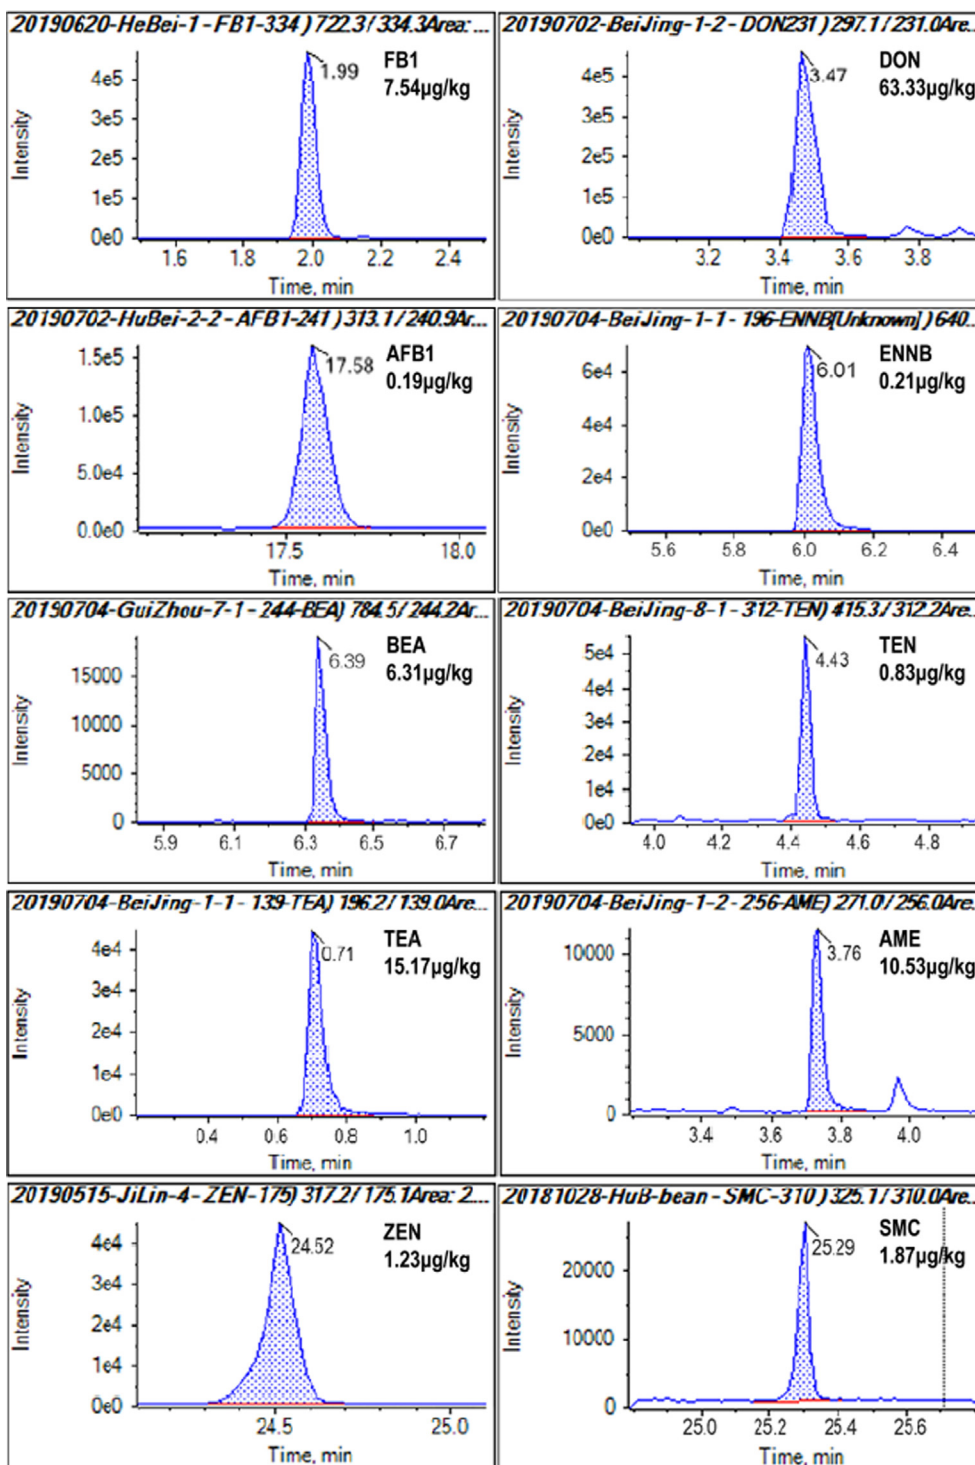 20190620-HeBei-1 - FB1-334 ) 722.3 / 334.3Area: ...
FB1
7.54µg/kg
1.99
Intensity
4e5
3e5
2e5
1e5
0e0
1.6 1.8 2.0 2.2 2.4
Time, min
20190702-BeiJing-1-2 - DON231 ) 297.1 / 231.0Are...
DON
63.33µg/kg
3.47
Intensity
4e5
3e5
2e5
1e5
0e0
3.2 3.4 3.6 3.8
Time, min
20190702-HuBei-2-2 - AFB1-241 ) 313.1 / 240.9Ar...
AFB1
0.19µg/kg
17.58
Intensity
1.5e5
1.0e5
5.0e4
0.0e0
17.5 18.0
Time, min
20190704-BeiJing-1-1 - 196-ENNB[Unknown] ) 640...
ENNB
0.21µg/kg
6.01
Intensity
6e4
4e4
2e4
0e0
5.6 5.8 6.0 6.2 6.4
Time, min
20190704-GuiZhou-7-1 - 244-BEA) 784.5 / 244.2Ar...
BEA
6.31µg/kg
6.39
Intensity
15000
10000
5000
0
5.9 6.1 6.3 6.5 6.7
Time, min
20190704-BeiJing-8-1 - 312-TEN) 415.3 / 312.2Are...
TEN
0.83µg/kg
4.43
Intensity
5e4
4e4
3e4
2e4
1e4
0e0
4.0 4.2 4.4 4.6 4.8
Time, min
20190704-BeiJing-1-1 - 139-TEA) 196.2 / 139.0Are...
TEA
15.17µg/kg
0.71
Intensity
4e4
3e4
2e4
1e4
0e0
0.4 0.6 0.8 1.0
Time, min
20190704-BeiJing-1-2 - 256-AME) 271.0 / 256.0Are...
AME
10.53µg/kg
3.76
Intensity
10000
5000
0
3.4 3.6 3.8 4.0
Time, min
20190515-JiLin-4 - ZEN-175) 317.2 / 175.1Area: 2....
ZEN
1.23µg/kg
24.52
Intensity
4e4
3e4
2e4
1e4
0e0
24.5 25.0
Time, min
20181028-HuB-bean - SMC-310 ) 325.1 / 310.0Are...
SMC
1.87µg/kg
25.29
Intensity
20000
10000
0
25.0 25.2 25.4 25.6
Time, min